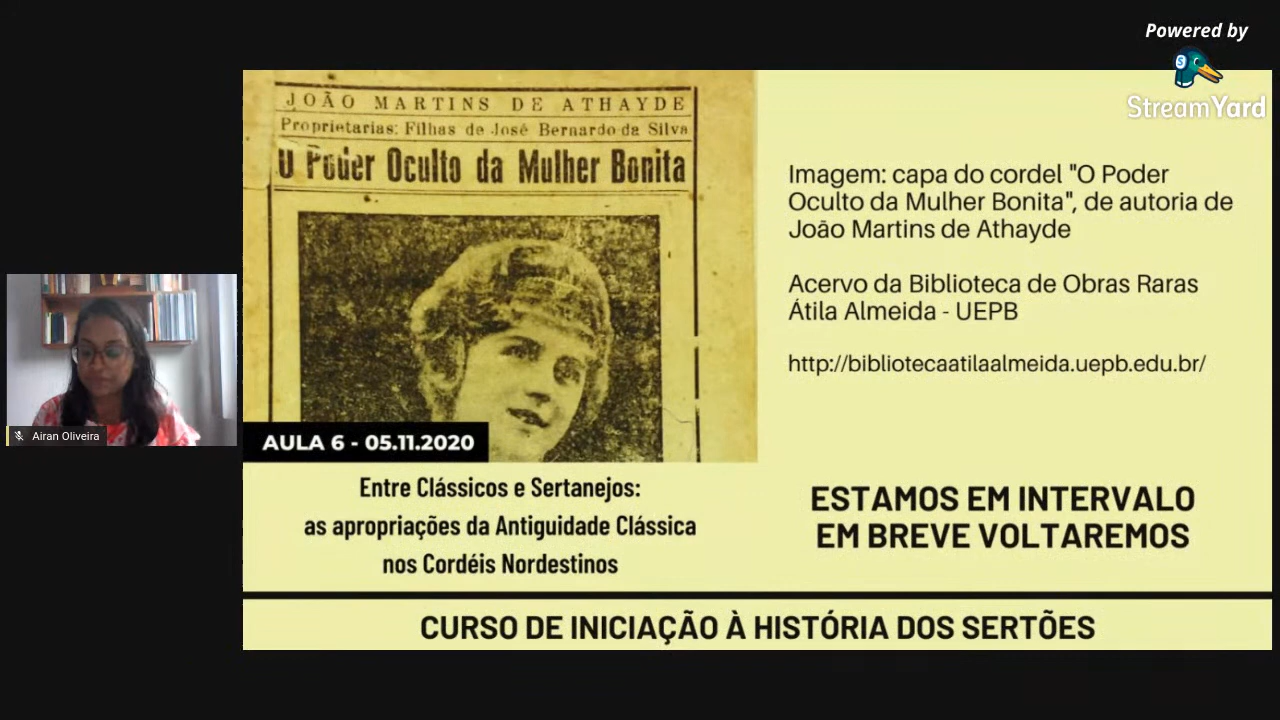 Powered by
StreamYard
JOÃO MARTINS DE ATHAYDE
Proprietarias: Filhas de José Bernardo da Silva
O Poder Oculto da Mulher Bonita
Imagem: capa do cordel "O Poder
Oculto da Mulher Bonita", de autoria de
João Martins de Athayde
Acervo da Biblioteca de Obras Raras
Átila Almeida - UEPB
http://bibliotecaatilaalmeida.uepb.edu.br/
Airan Oliveira
AULA 6 - 05.11.2020
Entre Clássicos e Sertanejos:
as apropriações da Antiguidade Clássica
nos Cordéis Nordestinos
ESTAMOS EM INTERVALO
EM BREVE VOLTAREMOS
CURSO DE INICIAÇÃO À HISTÓRIA DOS SERTÕES